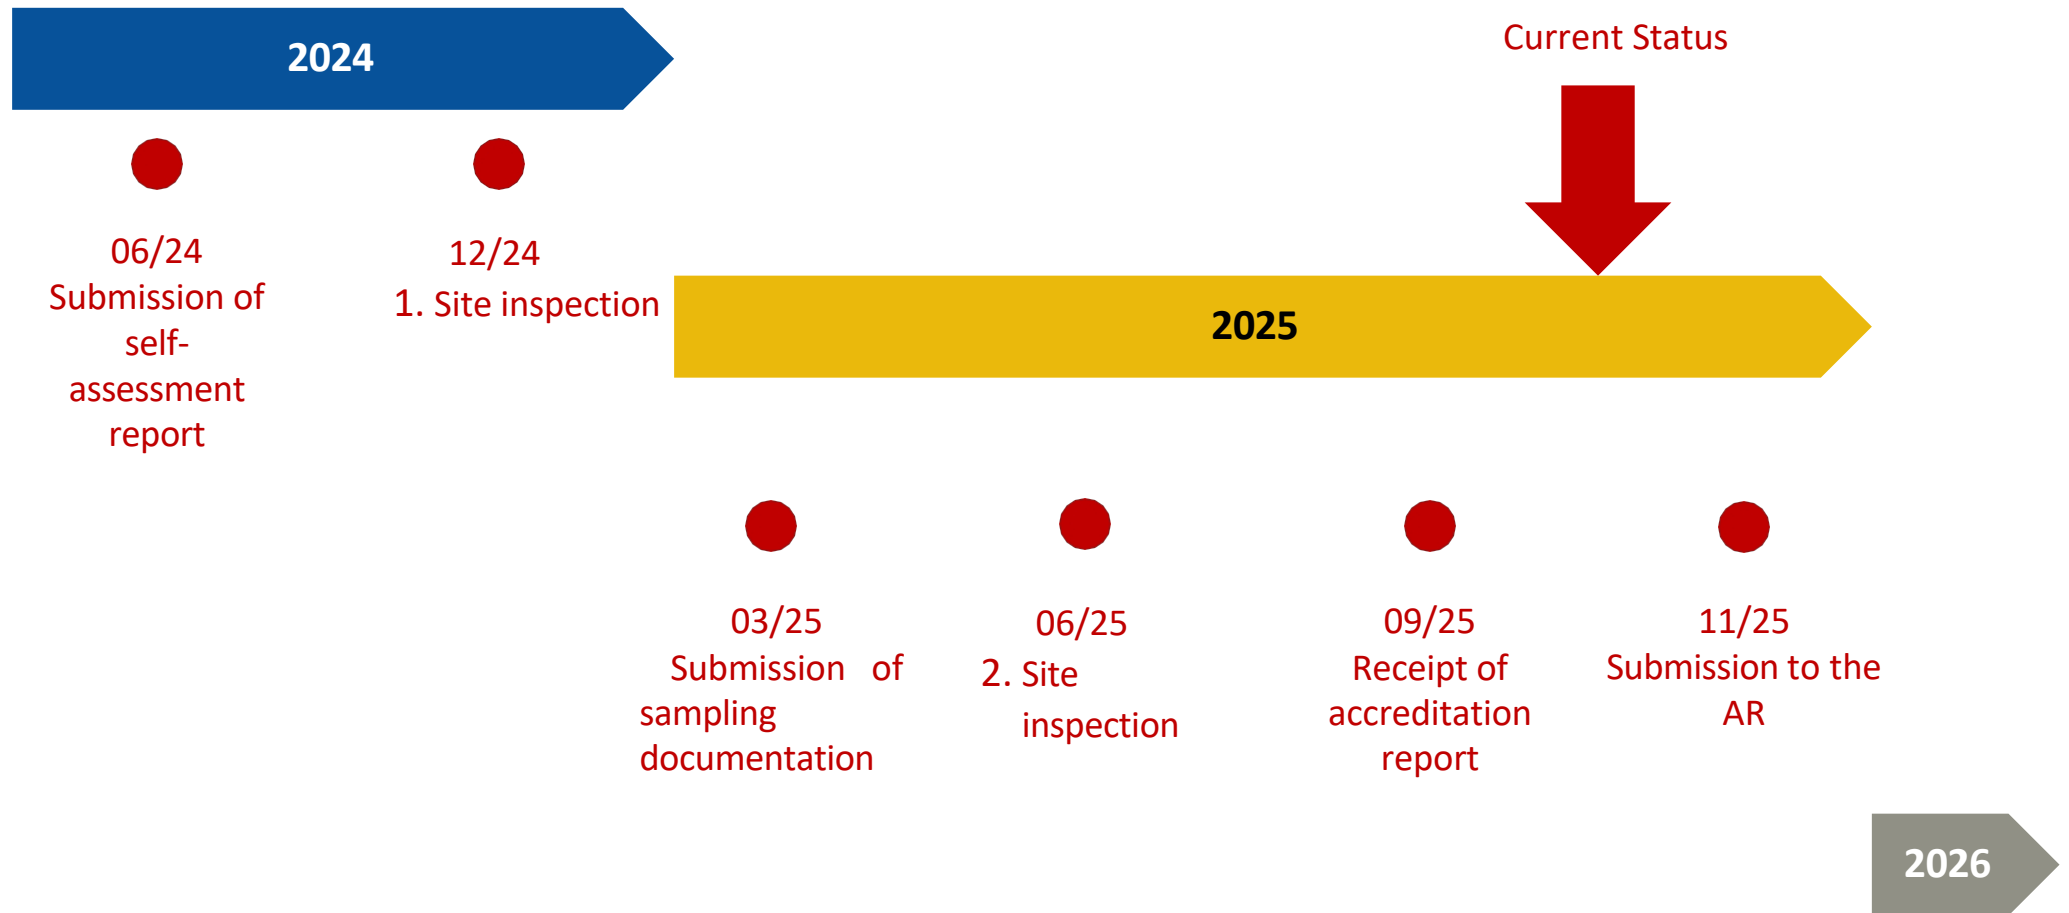 2024
Current Status
06/24
Submission of
self-
assessment
report
12/24
1. Site inspection
2025
03/25
Submission of
sampling
documentation
06/25
2. Site
inspection
09/25
Receipt of
accreditation
report
11/25
Submission to the
AR
2026